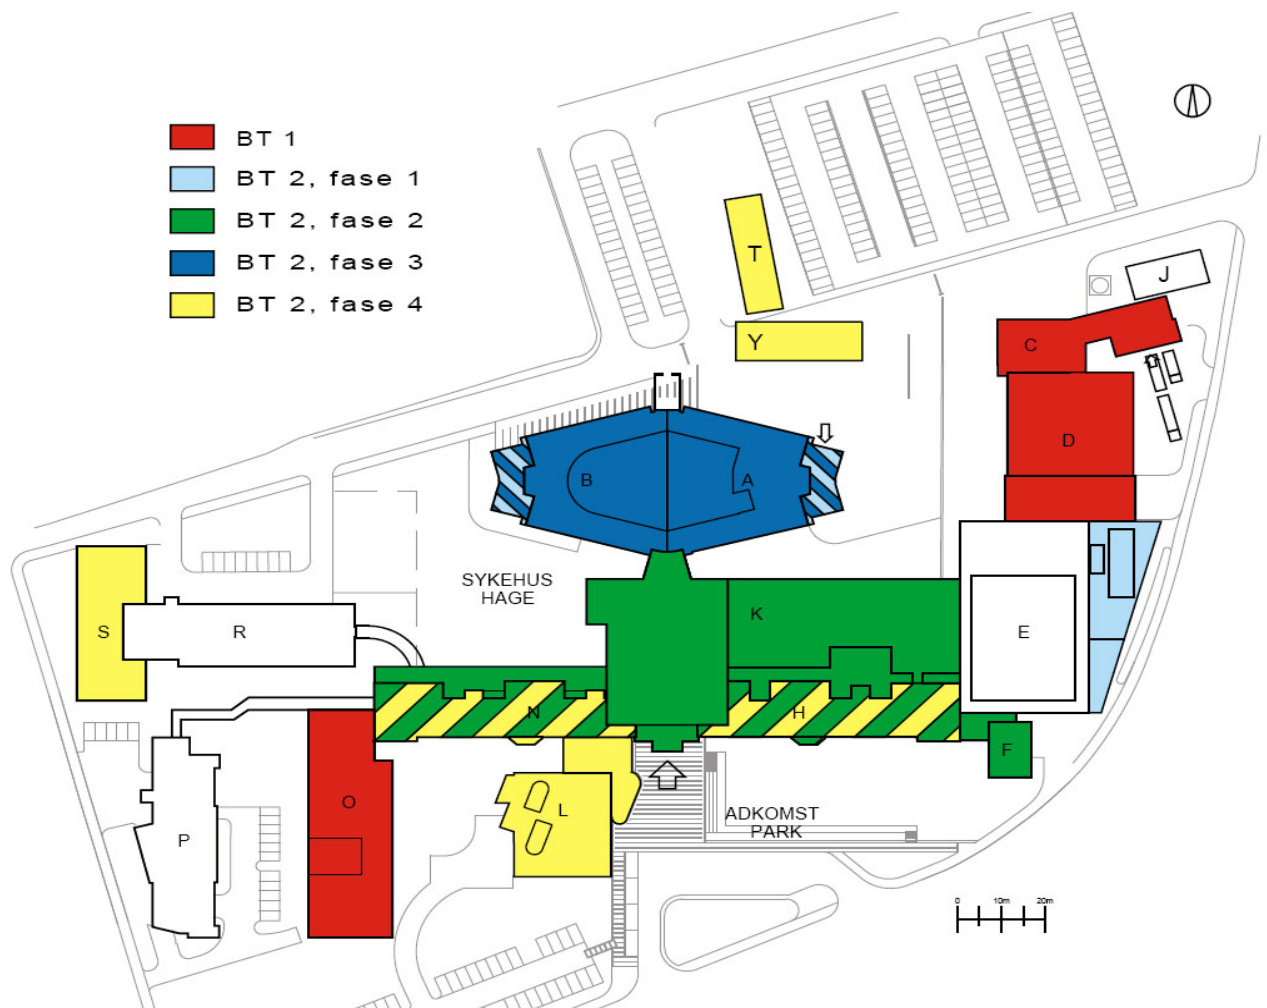 BT 1
BT 2, fase 1
BT 2, fase 2
BT 2, fase 3
BT 2, fase 4
T
J
Y
C
D
B
A
SYKEHUS
HAGE
K
S
R
E
N
H
F
O
L
P
ADKOMST
PARK
0 10m 20m